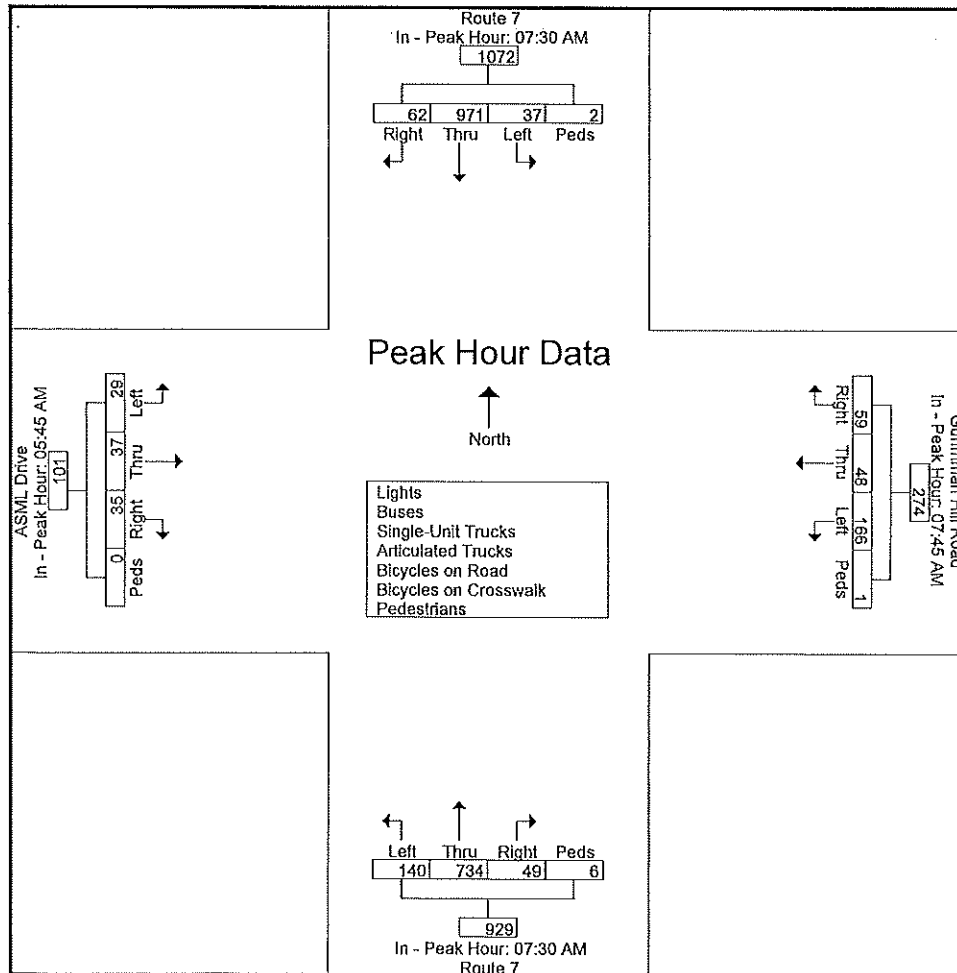 Route 7
In - Peak Hour: 07:30 AM
1072
62 971 37 2
Right Thru Left Peds
Peak Hour Data
North
ASML Drive
In - Peak Hour: 05:45 AM
101
29 37 35 0
Left Thru Right Peds
Lights
Buses
Single-Unit Trucks
Articulated Trucks
Bicycles on Road
Bicycles on Crosswalk
Pedestrians
Hill Road
In - Peak Hour: 07:45 AM
274
59 48 166 1
Right Thru Left Peds
Left Thru Right Peds
140 734 49 6
929
In - Peak Hour: 07:30 AM
Route 7